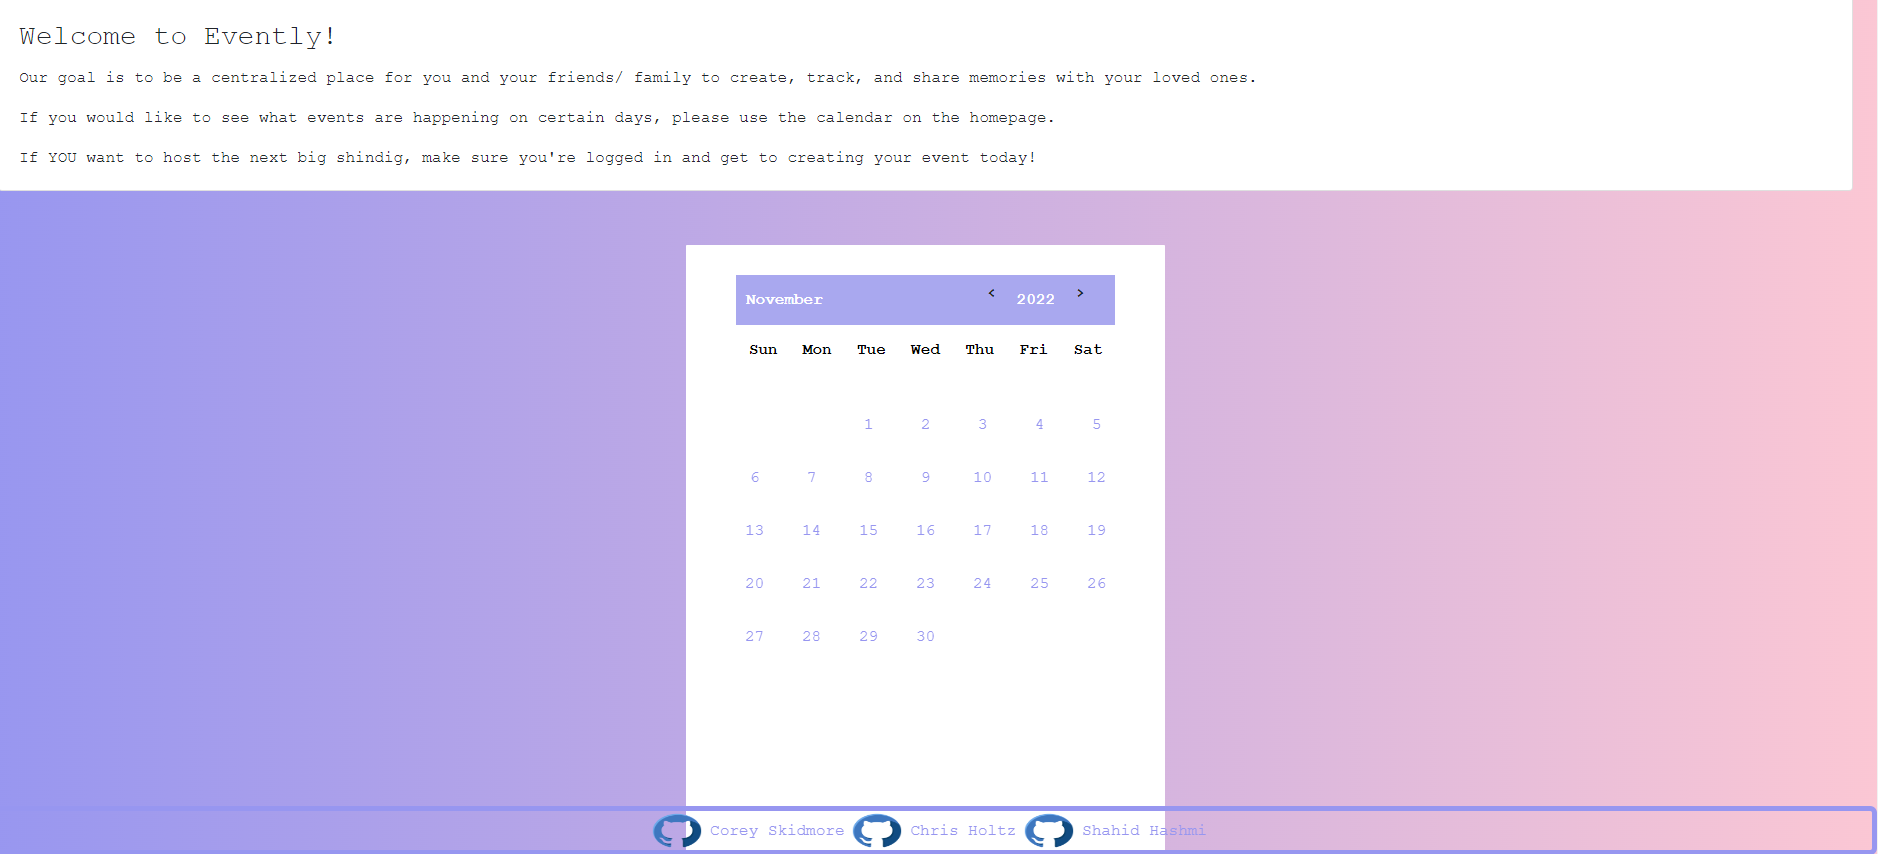 Welcome to Evently!
Our goal is to be a centralized place for you and your friends/ family to create, track, and share memories with your loved ones.
If you would like to see what events are happening on certain days, please use the calendar on the homepage.
If YOU want to host the next big shindig, make sure you're logged in and get to creating your event today!
November < 2022 >
Sun Mon Tue Wed Thu Fri Sat
1 2 3 4 5
6 7 8 9 10 11 12
13 14 15 16 17 18 19
20 21 22 23 24 25 26
27 28 29 30
Corey Skidmore Chris Holtz Shahid Hashmi